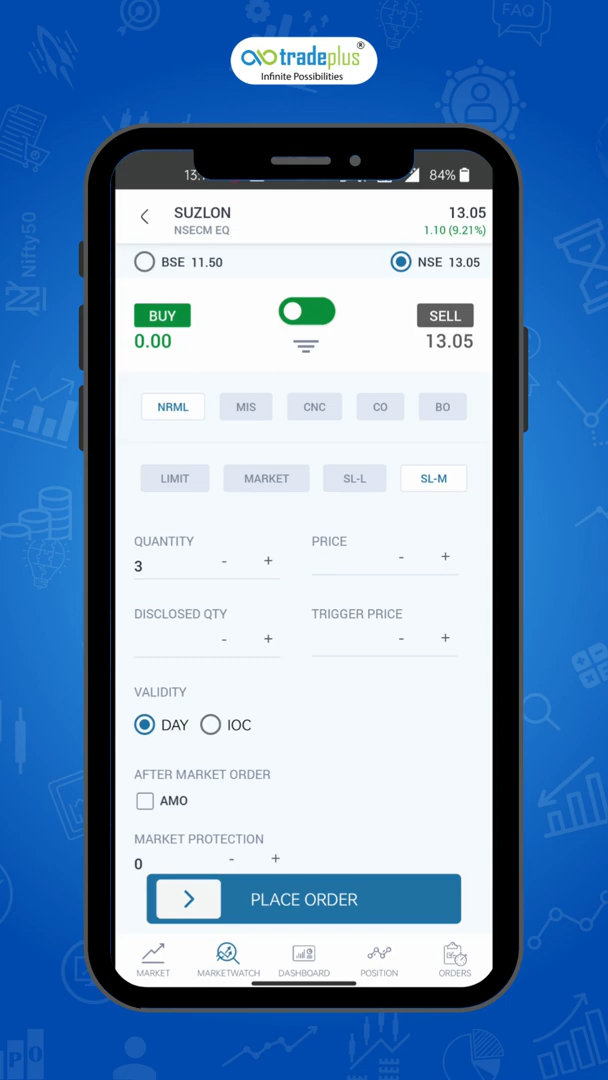 FAQ
tradeplus®
Infinite Possibilities
84%
SUZLON
13.05
NSECM EQ
1.10 (9.21%)
BSE 11.50
NSE 13.05
BUY
SELL
0.00
13.05
NRML
MIS
CNC
CO
BO
LIMIT
MARKET
SL-L
SL-M
QUANTITY
PRICE
3
-
+
-
+
DISCLOSED QTY
TRIGGER PRICE
-
+
-
+
VALIDITY
DAY
IOC
AFTER MARKET ORDER
AMO
MARKET PROTECTION
0
-
+
PLACE ORDER
MARKET
MARKETWATCH
DASHBOARD
POSITION
ORDERS
Nifty50